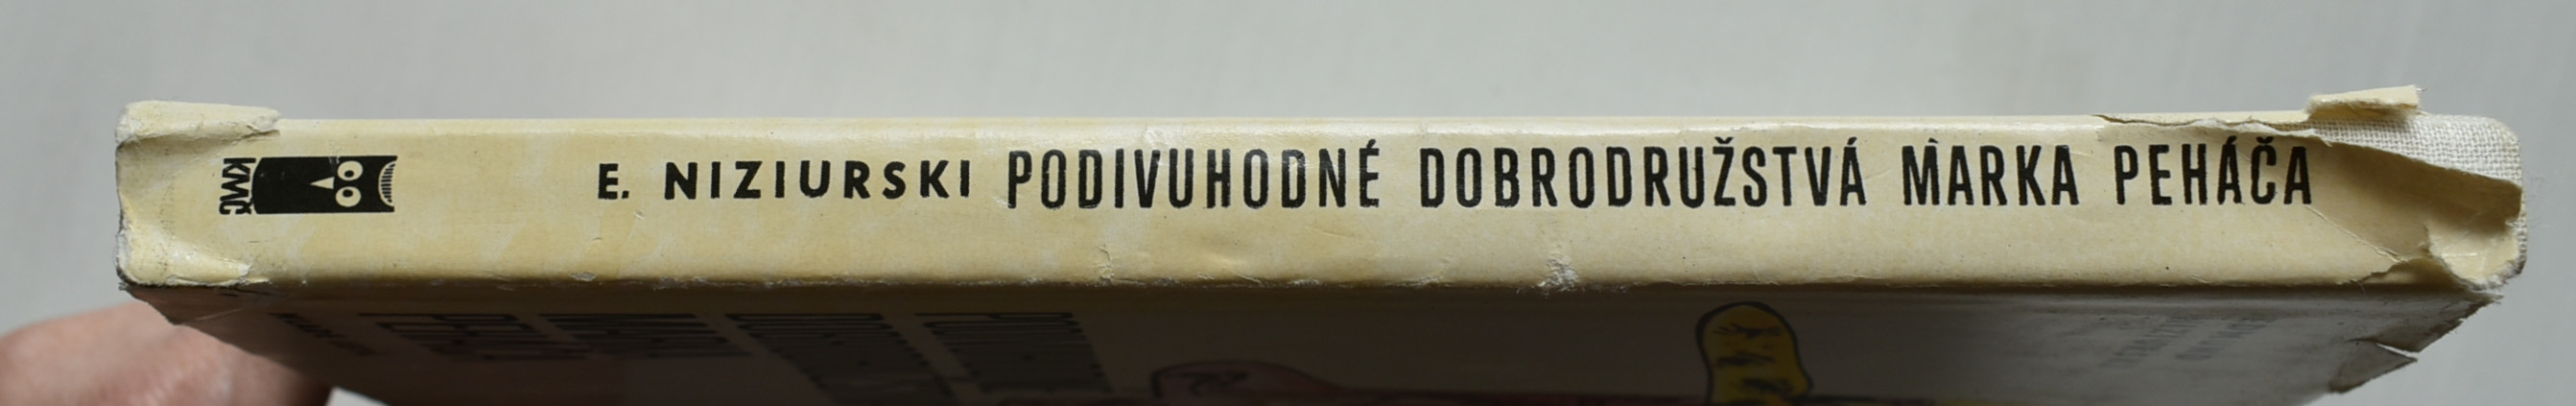 KMČ
E. NIZIURSKI PODIVUHODNÉ DOBRODRUŽSTVÁ MARKA PEHÁČA